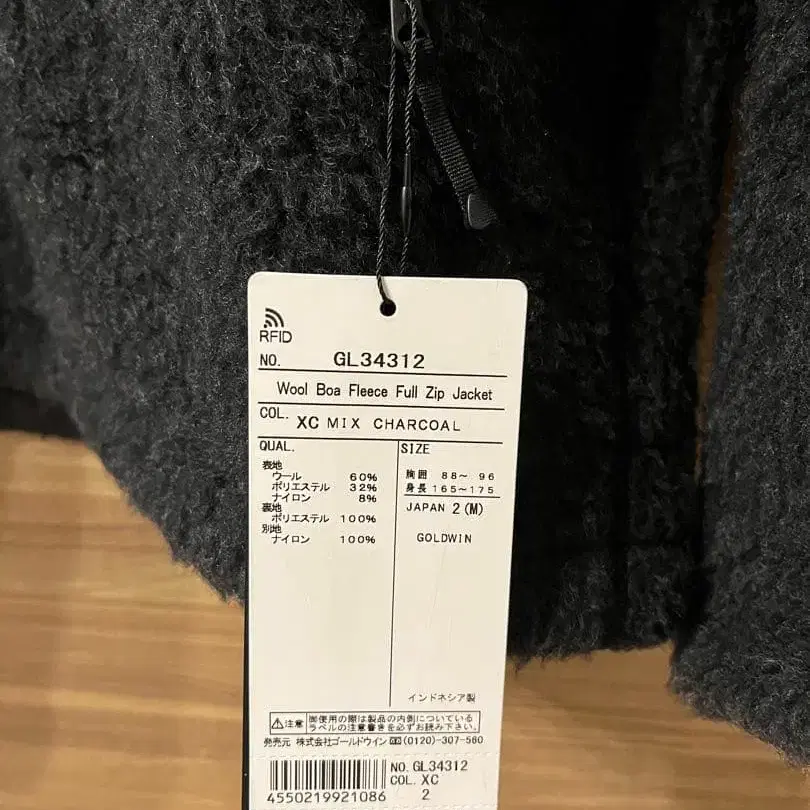 RFID
NO. GL34312
Wool Boa Fleece Full Zip Jacket
COL. XC MIX CHARCOAL
QUAL.
表地
ウール 60%
ポリエステル 32%
ナイロン 8%
裏地
ポリエステル 100%
別地
ナイロン 100%
SIZE
胸囲 88~ 96
身長 165~175
JAPAN 2(M)
GOLDWIN
インドネシア製
⚠注意 御使用の際は製品の内側についている
ラベルの注意書きを必ずお読み下さい。
発売元 株式会社ゴールドウイン (0120)-307-560
4550219921086
NO. GL34312
COL. XC
2